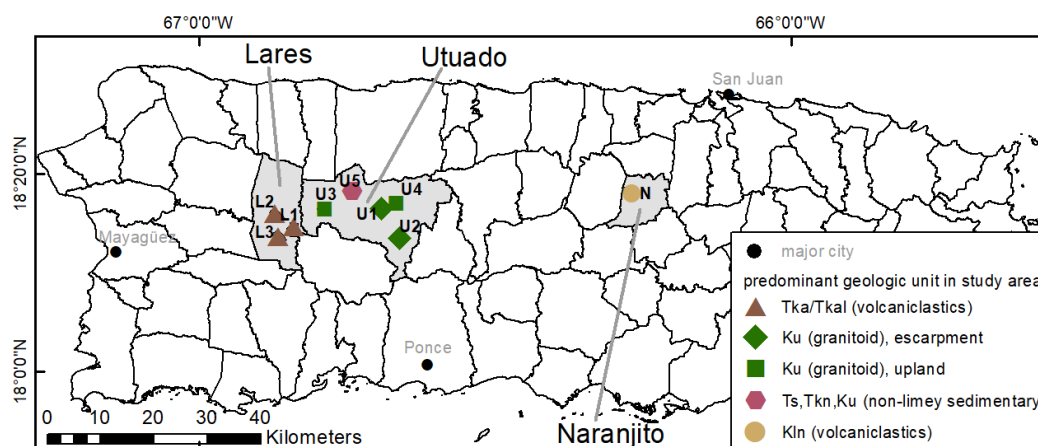 67°0'0"W
66°0'0"W
Lares
Utuado
San Juan
18°20'0"N
U5
U4
U3
N
L2
L1
U1
U2
L3
Mayagüez
major city
predominant geologic unit in study area
Tka/Tkal (volcaniclastics)
Ku (granitoid), escarpment
Ku (granitoid), upland
Ts,Tkn,Ku (non-limey sedimentary
Kln (volcaniclastics)
Ponce
18°0'0"N
0 10 20 30 40
Kilometers
Naranjito